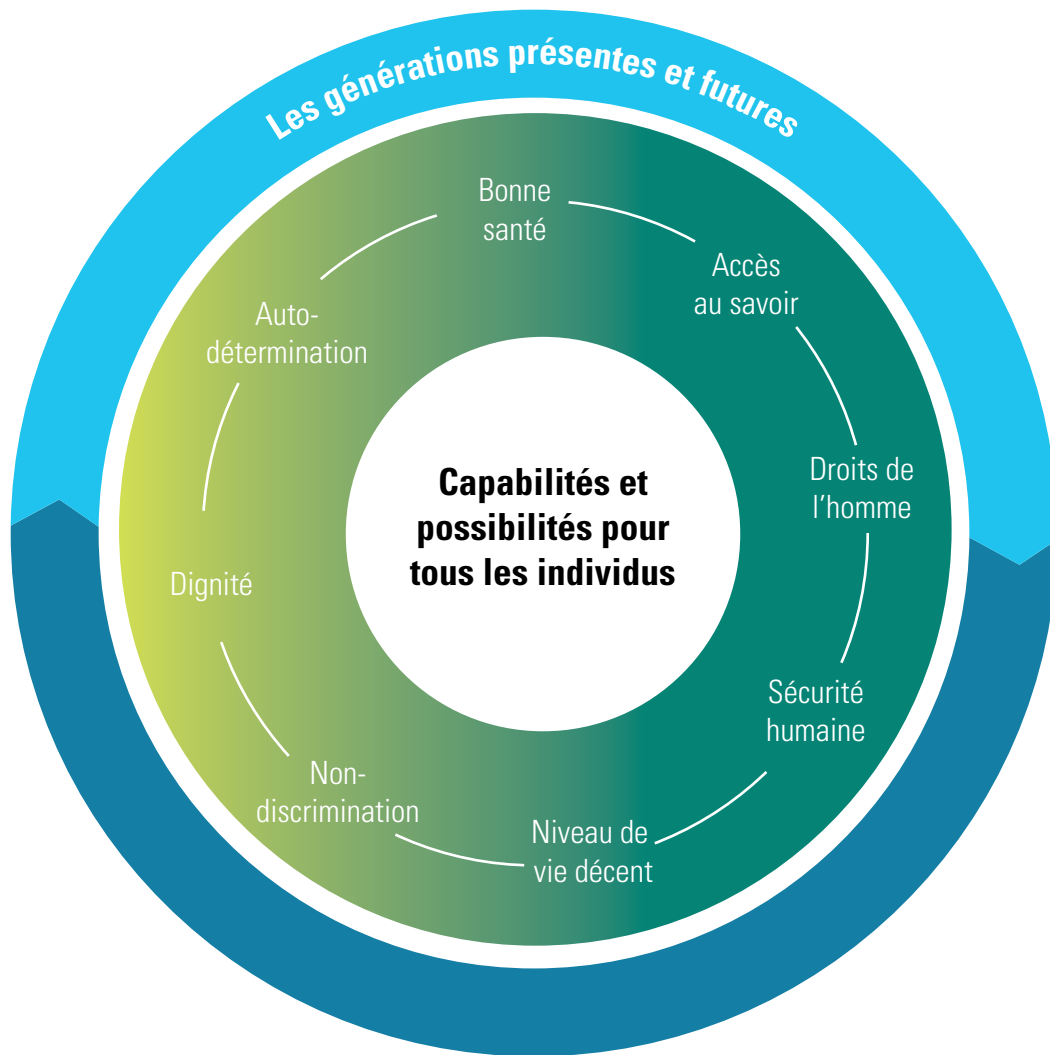 Les générations présentes et futures
Bonne
santé
Accès
au savoir
Droits de
l’homme
Sécurité
humaine
Niveau de
vie décent
Non-
discrimination
Dignité
Auto-
détermination
Capabilités et
possibilités pour
tous les individus